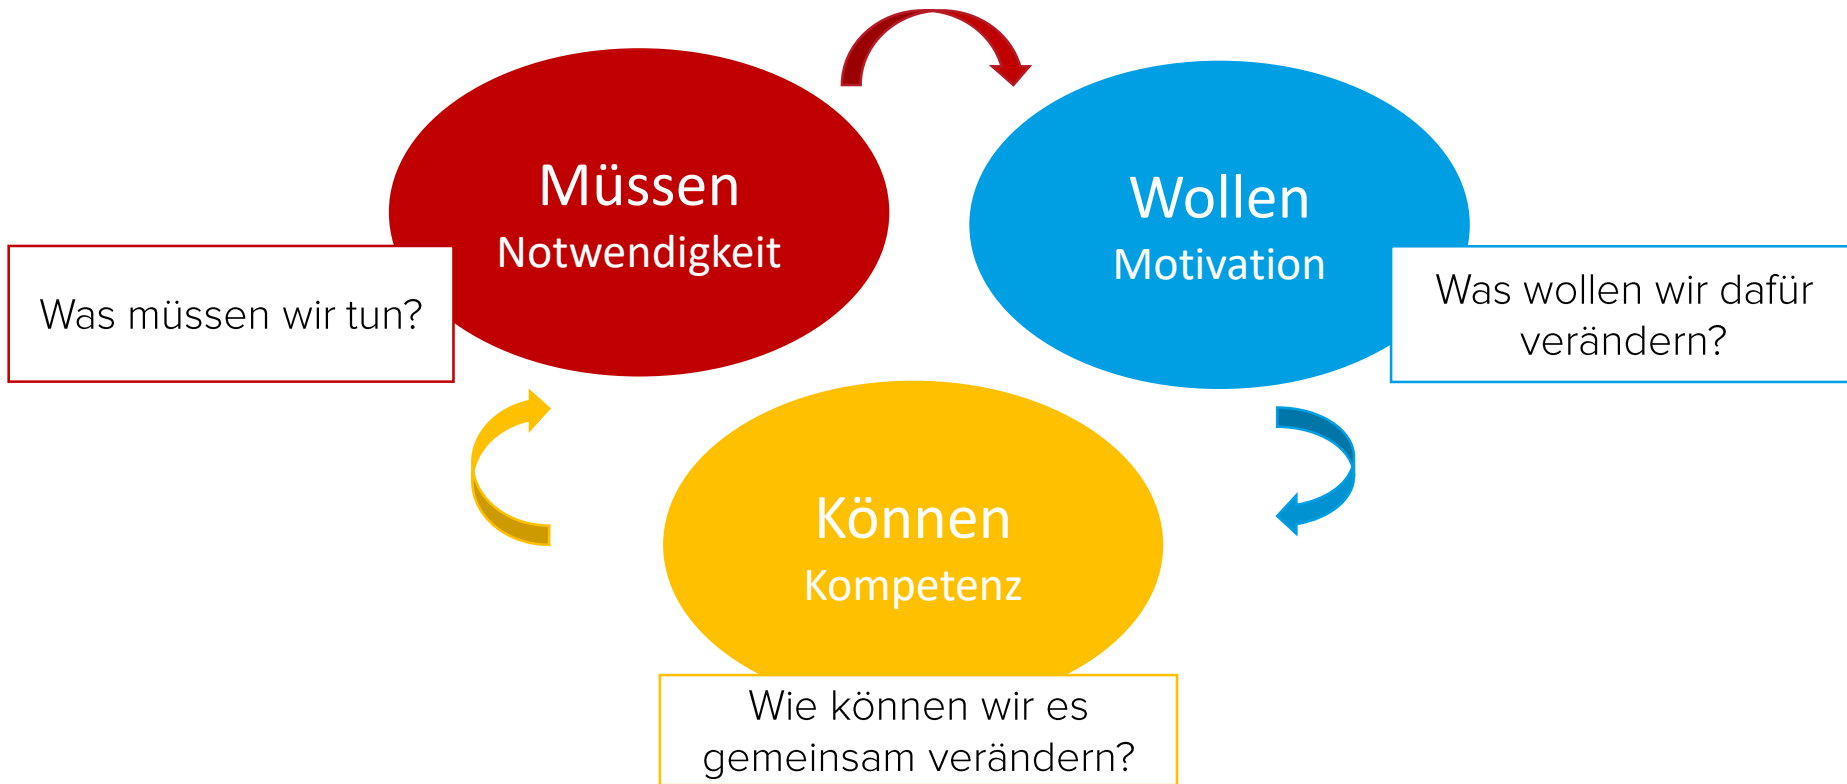 Müssen
Notwendigkeit
Was müssen wir tun?
Wollen
Motivation
Was wollen wir dafür
verändern?
Können
Kompetenz
Wie können wir es
gemeinsam verändern?